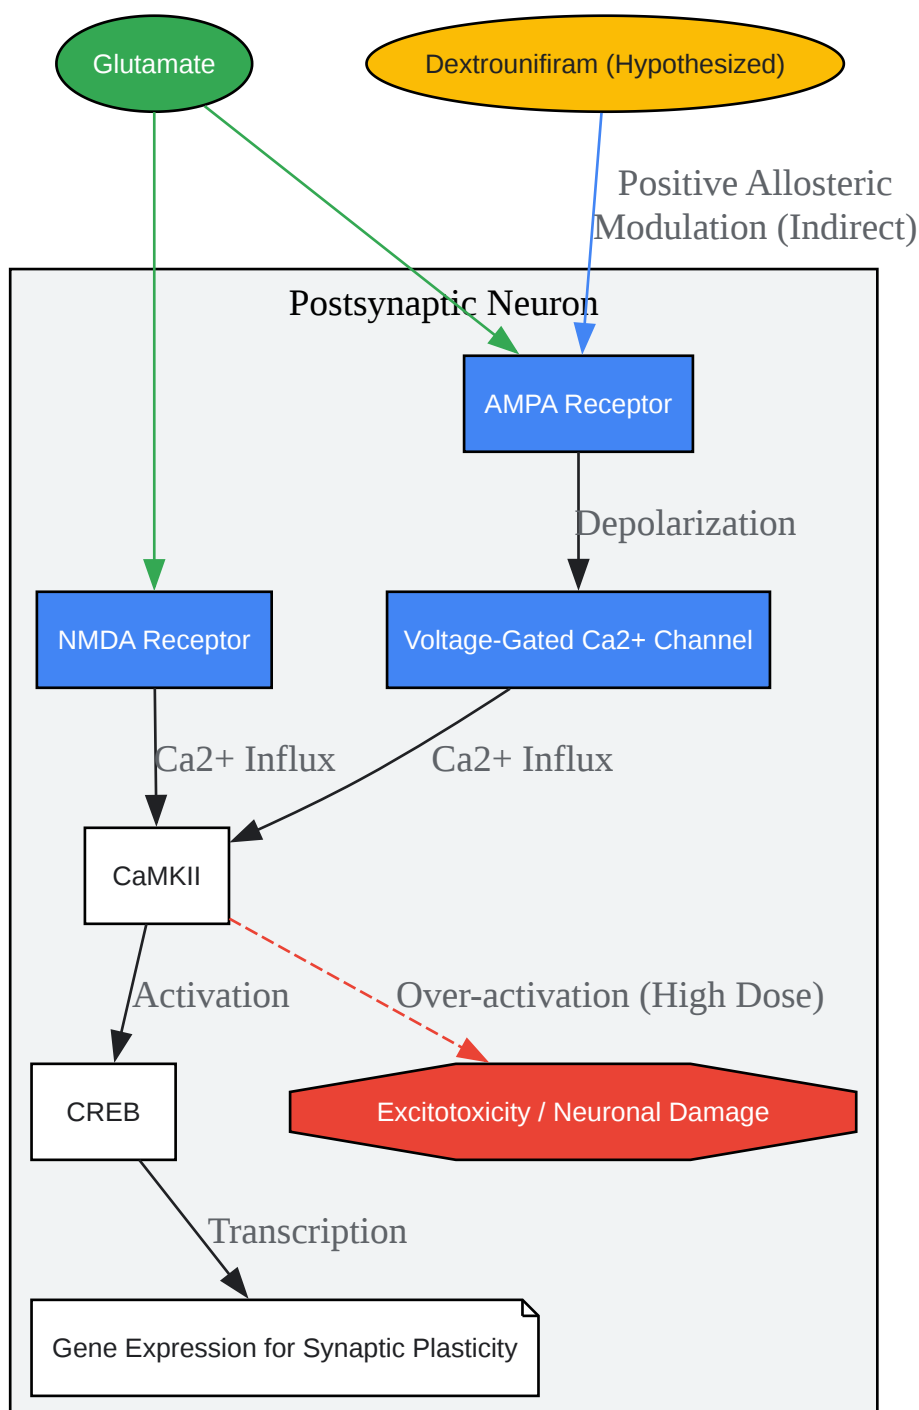 Glutamate
Dextrounifiram (Hypothesized)
Positive Allosteric
Modulation (Indirect)
Postsynaptic Neuron
AMPA Receptor
Depolarization
NMDA Receptor
Voltage-Gated Ca2+ Channel
Ca2+ Influx
Ca2+ Influx
CaMKII
Activation
Over-activation (High Dose)
CREB
Excitotoxicity / Neuronal Damage
Transcription
Gene Expression for Synaptic Plasticity